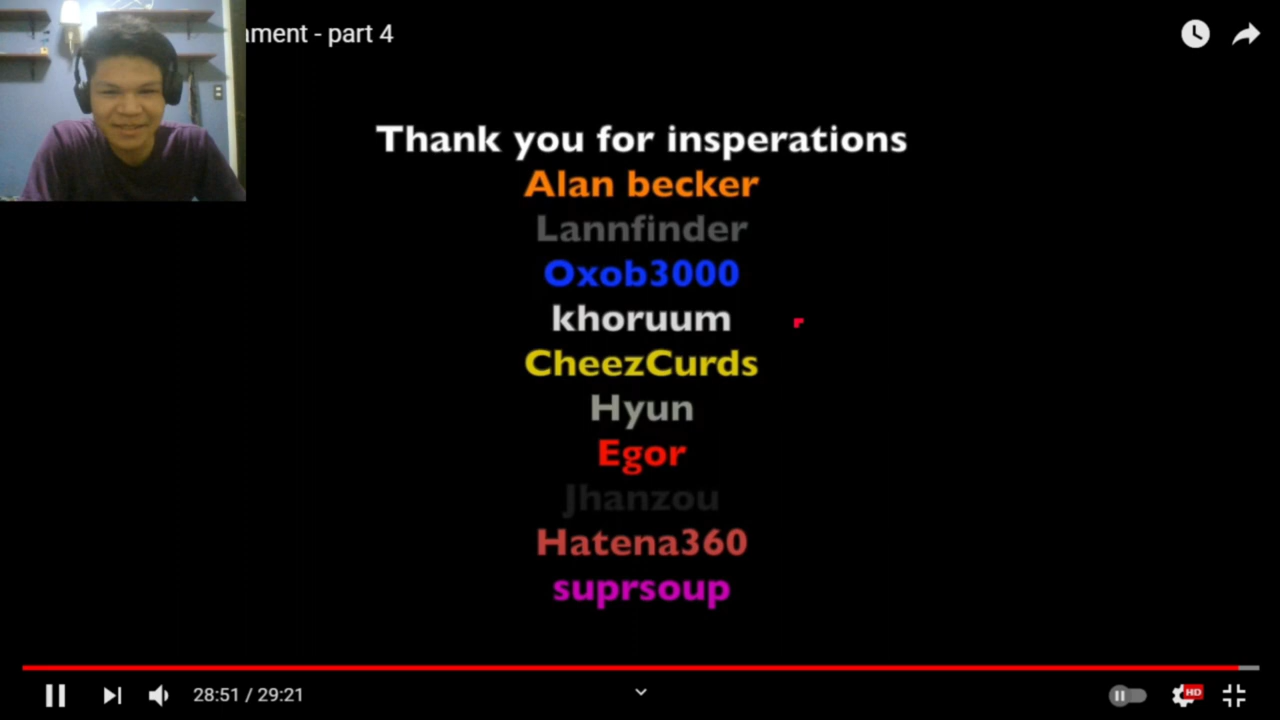 ament - part 4
Thank you for insperations
Alan becker
Lannfinder
Oxob3000
khoruum
CheezCurds
Hyun
Egor
Jhanzou
Hatena360
suprsoup
28:51 / 29:21
HD